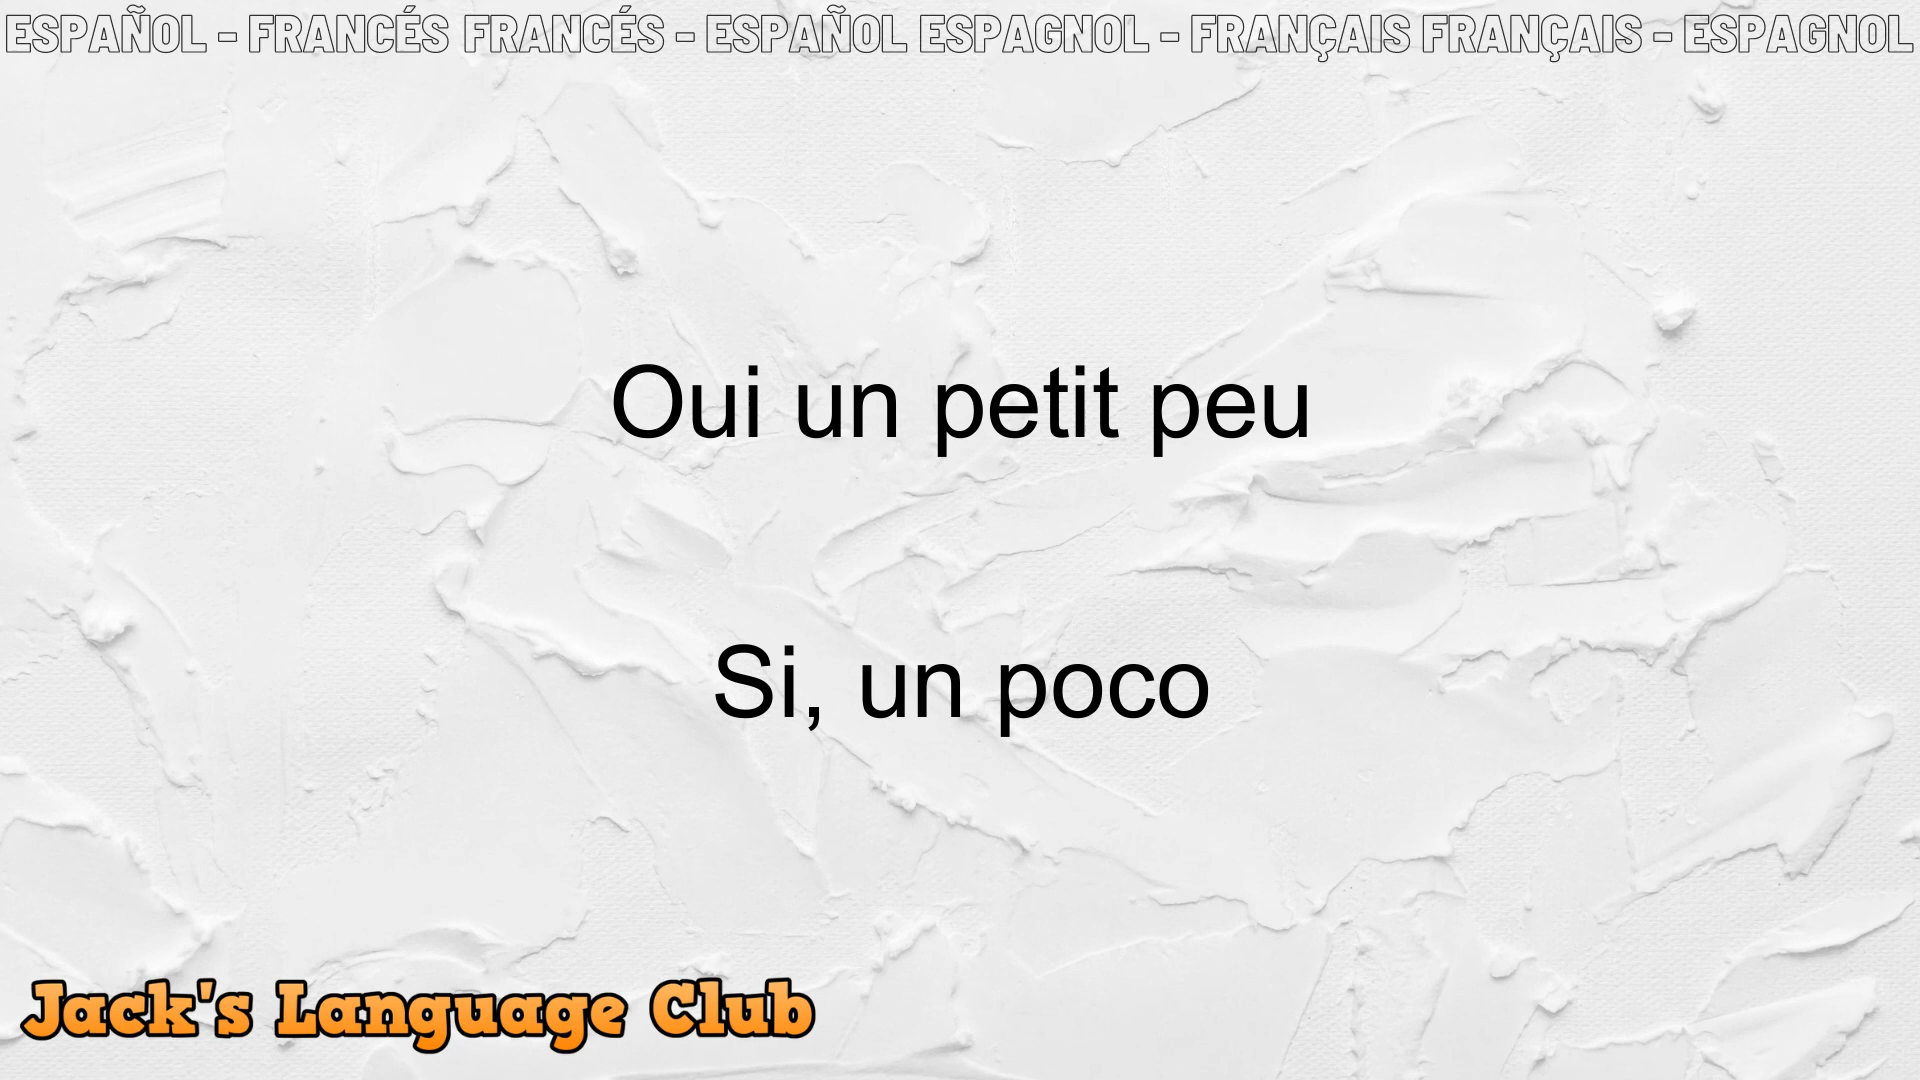 ESPAÑOL - FRANCÉS FRANCÉS - ESPAÑOL ESPAGNOL - FRANÇAIS FRANÇAIS - ESPAGNOL
Oui un petit peu
Si, un poco
Jack's Language Club